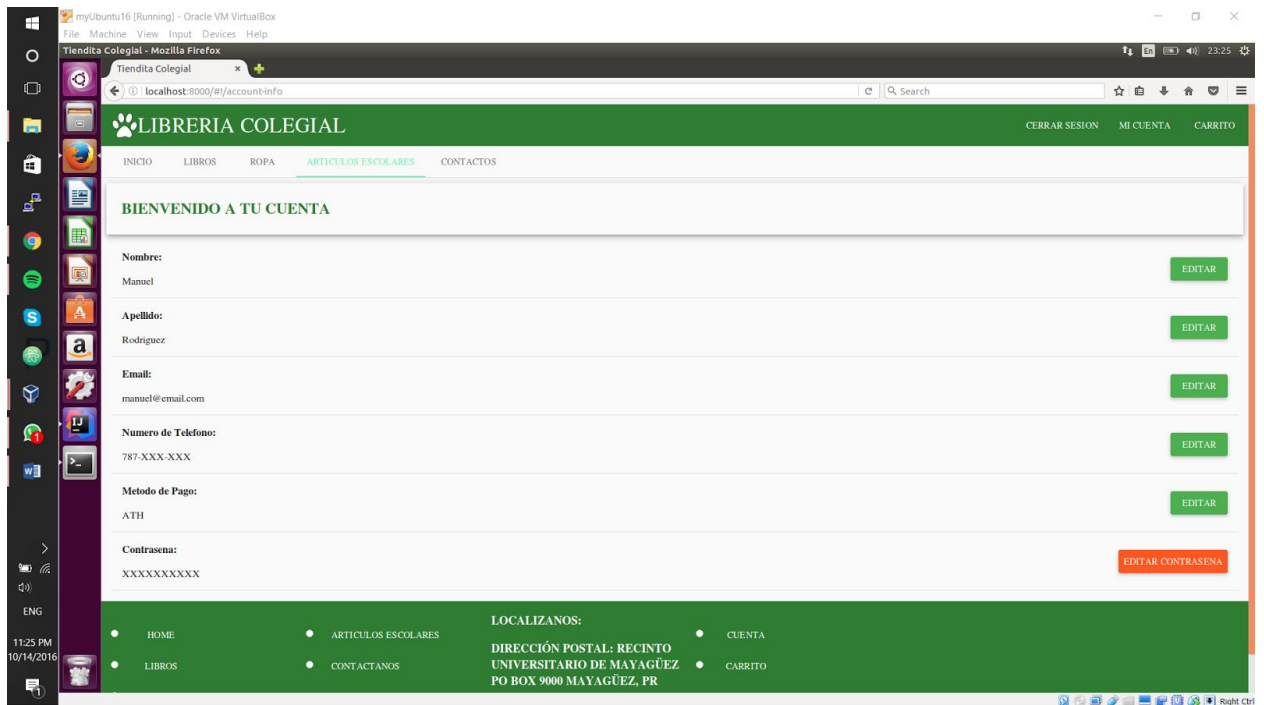 myUbuntu16 [Running] - Oracle VM VirtualBox
File Machine View Input Devices Help
Tiendita Colegial - Mozilla Firefox
En 23:25
Tiendita Colegial
localhost:8000/#!/account-info
Search
LIBRERIA COLEGIAL
CERRAR SESION MI CUENTA CARRITO
INICIO LIBROS ROPA ARTICULOS ESCOLARES CONTACTOS
BIENVENIDO A TU CUENTA
Nombre:
Manuel
EDITAR
Apellido:
Rodriguez
EDITAR
Email:
manuel@email.com
EDITAR
Numero de Telefono:
787-XXX-XXX
EDITAR
Metodo de Pago:
ATH
EDITAR
Contrasena:
XXXXXXXXXX
EDITAR CONTRASENA
HOME
LIBROS
ARTICULOS ESCOLARES
CONTACTANOS
LOCALIZANOS:
DIRECCIÓN POSTAL: RECINTO
UNIVERSITARIO DE MAYAGÜEZ
PO BOX 9000 MAYAGÜEZ, PR
CUENTA
CARRITO
ENG
11:25 PM
10/14/2016
Right Ctrl